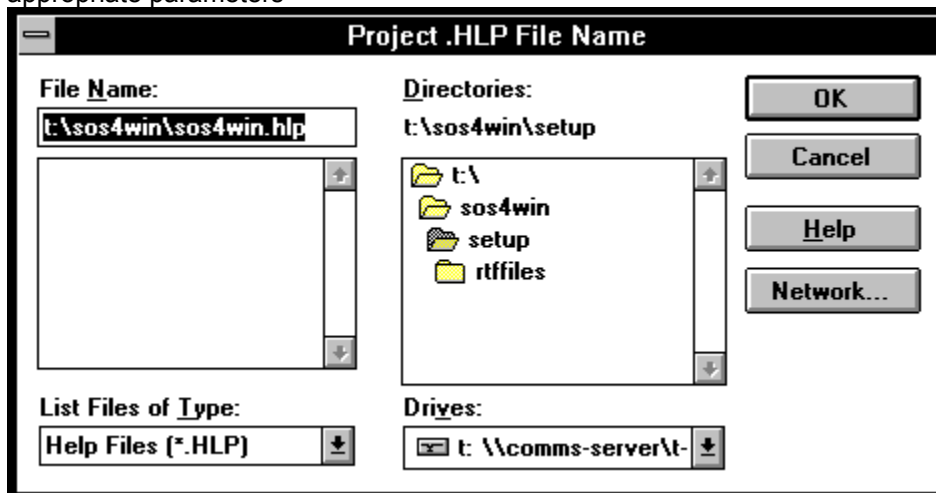 appropriate parameters
Project .HLP File Name
File Name:
t:\sos4win\sos4win.hlp
Directories:
t:\sos4win\setup
t:\
sos4win
setup
rtffiles
OK
Cancel
Help
Network...
List Files of Type:
Help Files (*.HLP)
Drives:
t: \\comms-server\t-